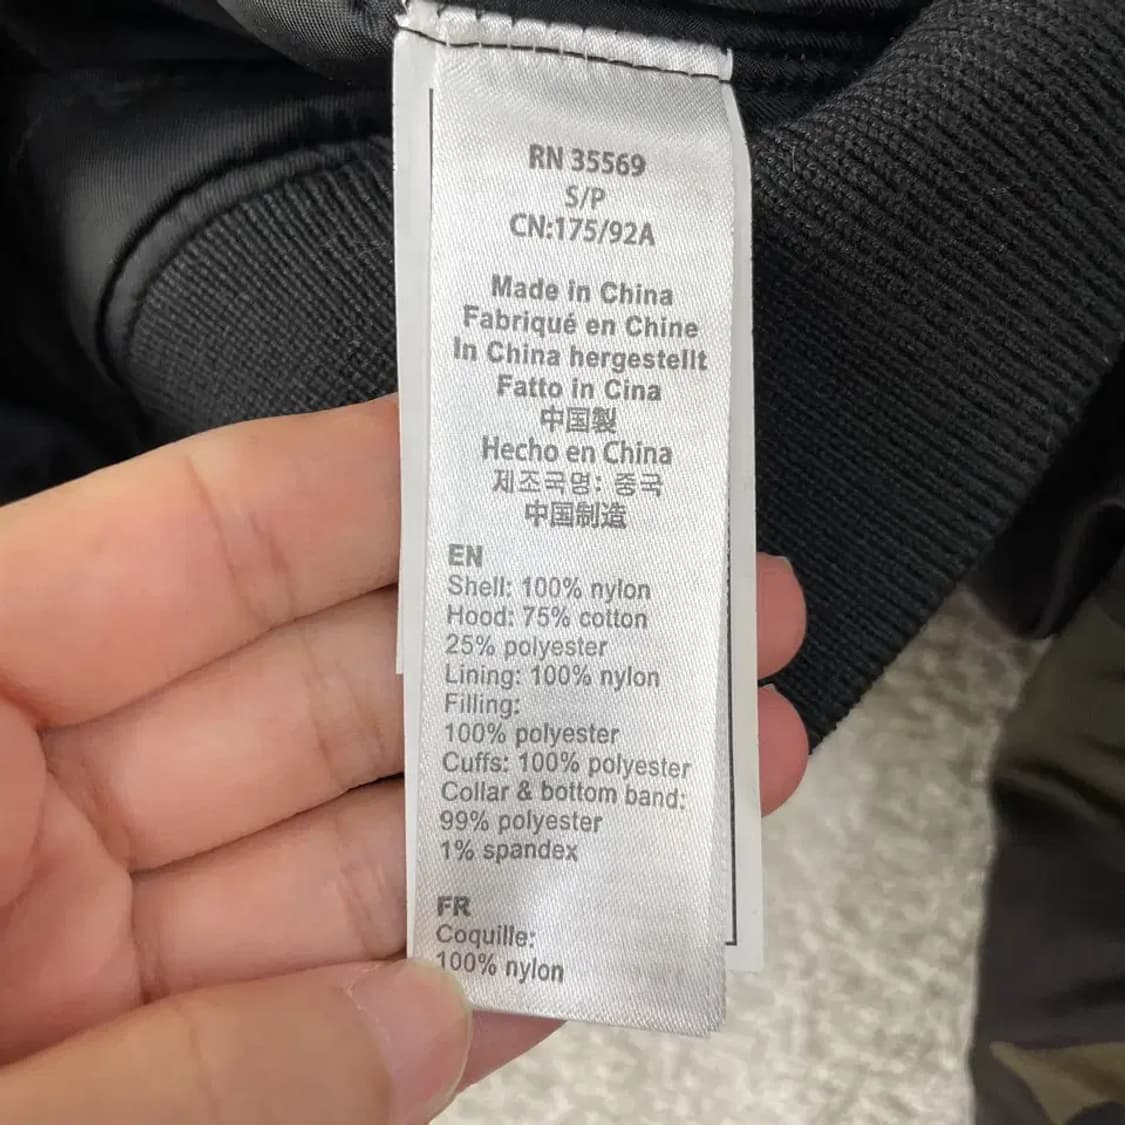 RN 35569
S/P
CN:175/92A
Made in China
Fabriqué en Chine
In China hergestellt
Fatto in Cina
中国製
Hecho en China
제조국명: 중국
中国制造
EN
Shell: 100% nylon
Hood: 75% cotton
25% polyester
Lining: 100% nylon
Filling:
100% polyester
Cuffs: 100% polyester
Collar & bottom band:
99% polyester
1% spandex
FR
Coquille:
100% nylon